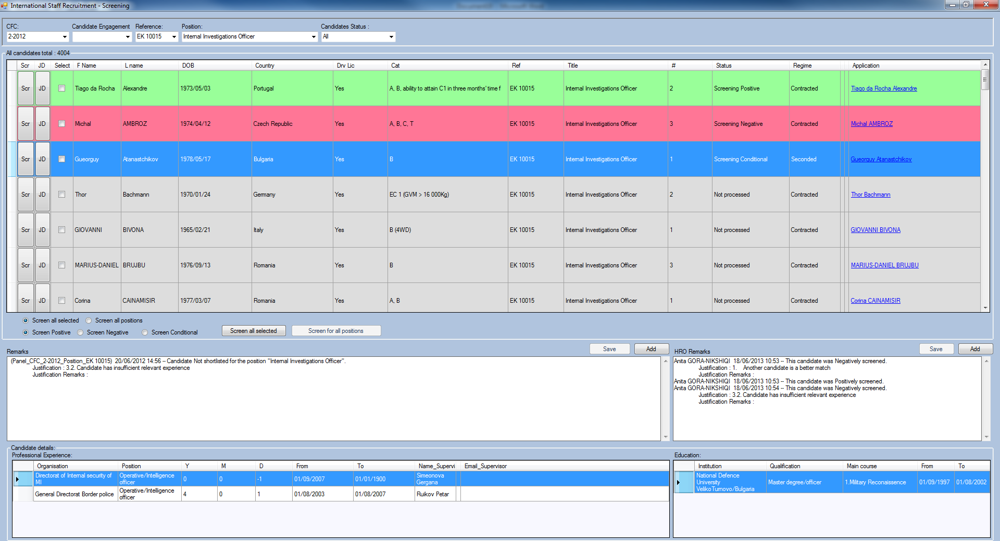 International Staff Recruitment - Screening
CFC: Candidate Engagement Reference: Position: Candidates Status :
2-2012 EK 10015 Internal Investigations Officer All
All candidates total : 4004
Scr JD Select F Name L name DOB Country Drv Lic Cat Ref Title # Status Regime Application
Scr JD Tiago da Rocha Alexandre 1973/05/03 Portugal Yes A, B, ability to attain C1 in three months' time f EK 10015 Internal Investigations Officer 2 Screening Positive Contracted Tiago da Rocha Alexandre
Scr JD Michal AMBROZ 1974/04/12 Czech Republic Yes A, B, C, T EK 10015 Internal Investigations Officer 3 Screening Negative Contracted Michal AMBROZ
Scr JD Gueorguy Atanastchikov 1978/05/17 Bulgaria Yes B EK 10015 Internal Investigations Officer 1 Screening Conditional Seconded Gueorguy Atanastchikov
Scr JD Thor Bachmann 1970/01/24 Germany Yes EC 1 (GVM > 16 000Kg) EK 10015 Internal Investigations Officer 2 Not processed Contracted Thor Bachmann
Scr JD GIOVANNI BIVONA 1965/02/21 Italy Yes B (4WD) EK 10015 Internal Investigations Officer 1 Not processed Contracted GIOVANNI BIVONA
Scr JD MARIUS-DANIEL BRUJBU 1976/09/13 Romania Yes B EK 10015 Internal Investigations Officer 3 Not processed Contracted MARIUS-DANIEL BRUJBU
Scr JD Corina CAINAMISIR 1977/03/07 Romania Yes A, B EK 10015 Internal Investigations Officer 1 Not processed Contracted Corina CAINAMISIR
Screen all selected Screen all positions
Screen Positive Screen Negative Screen Conditional Screen all selected Screen for all positions
Remarks Save Add
(Panel_CFC_2-2012_Position_EK 10015) 20/06/2012 14:56 -- Candidate Not shortlisted for the position "Internal Investigations Officer".
Justification : 3.2. Candidate has insufficient relevant experience
Justification Remarks :
HRO Remarks Save Add
Anita GORA-NIKSHIQI 18/06/2013 10:53 -- This candidate was Negatively screened.
Justification : 1. Another candidate is a better match
Justification Remarks :
Anita GORA-NIKSHIQI 18/06/2013 10:53 -- This candidate was Positively screened.
Anita GORA-NIKSHIQI 18/06/2013 10:54 -- This candidate was Negatively screened.
Justification : 3.2. Candidate has insufficient relevant experience
Justification Remarks :
Candidate details:
Professional Experience:
Organisation Position Y M D From To Name_Supervi Email_Supervisor
Directorat of Internal security of MI Operative/Intelligence officer 0 0 -1 01/09/2007 01/01/1900 Simeonova Gergana
General Directorat Border police Operative/Intelligence officer 4 0 1 01/08/2003 01/08/2007 Ruikov Petar
Education:
Institution Qualification Main course From To
National Defence University VelikoTurnovo/Bulgaria Master degree/officer 1.Military Reconaissence 01/09/1997 01/08/2002